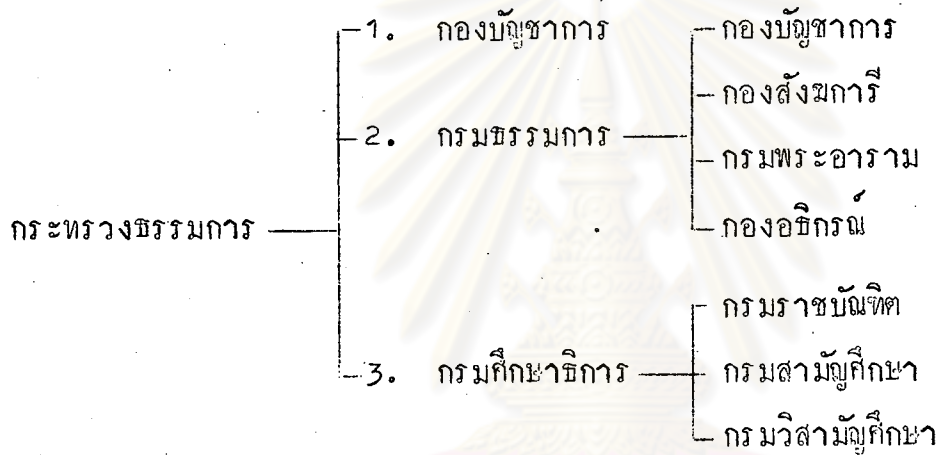 กระทรวงธรรมการ
1. กองบัญชาการ
2. กรมธรรมการ
กองบัญชาการ
กองสังฆการี
กรมพระอาราม
กองอธิกรณ์
3. กรมศึกษาธิการ
กรมราชบัณฑิต
กรมสามัญศึกษา
กรมวิสามัญศึกษา